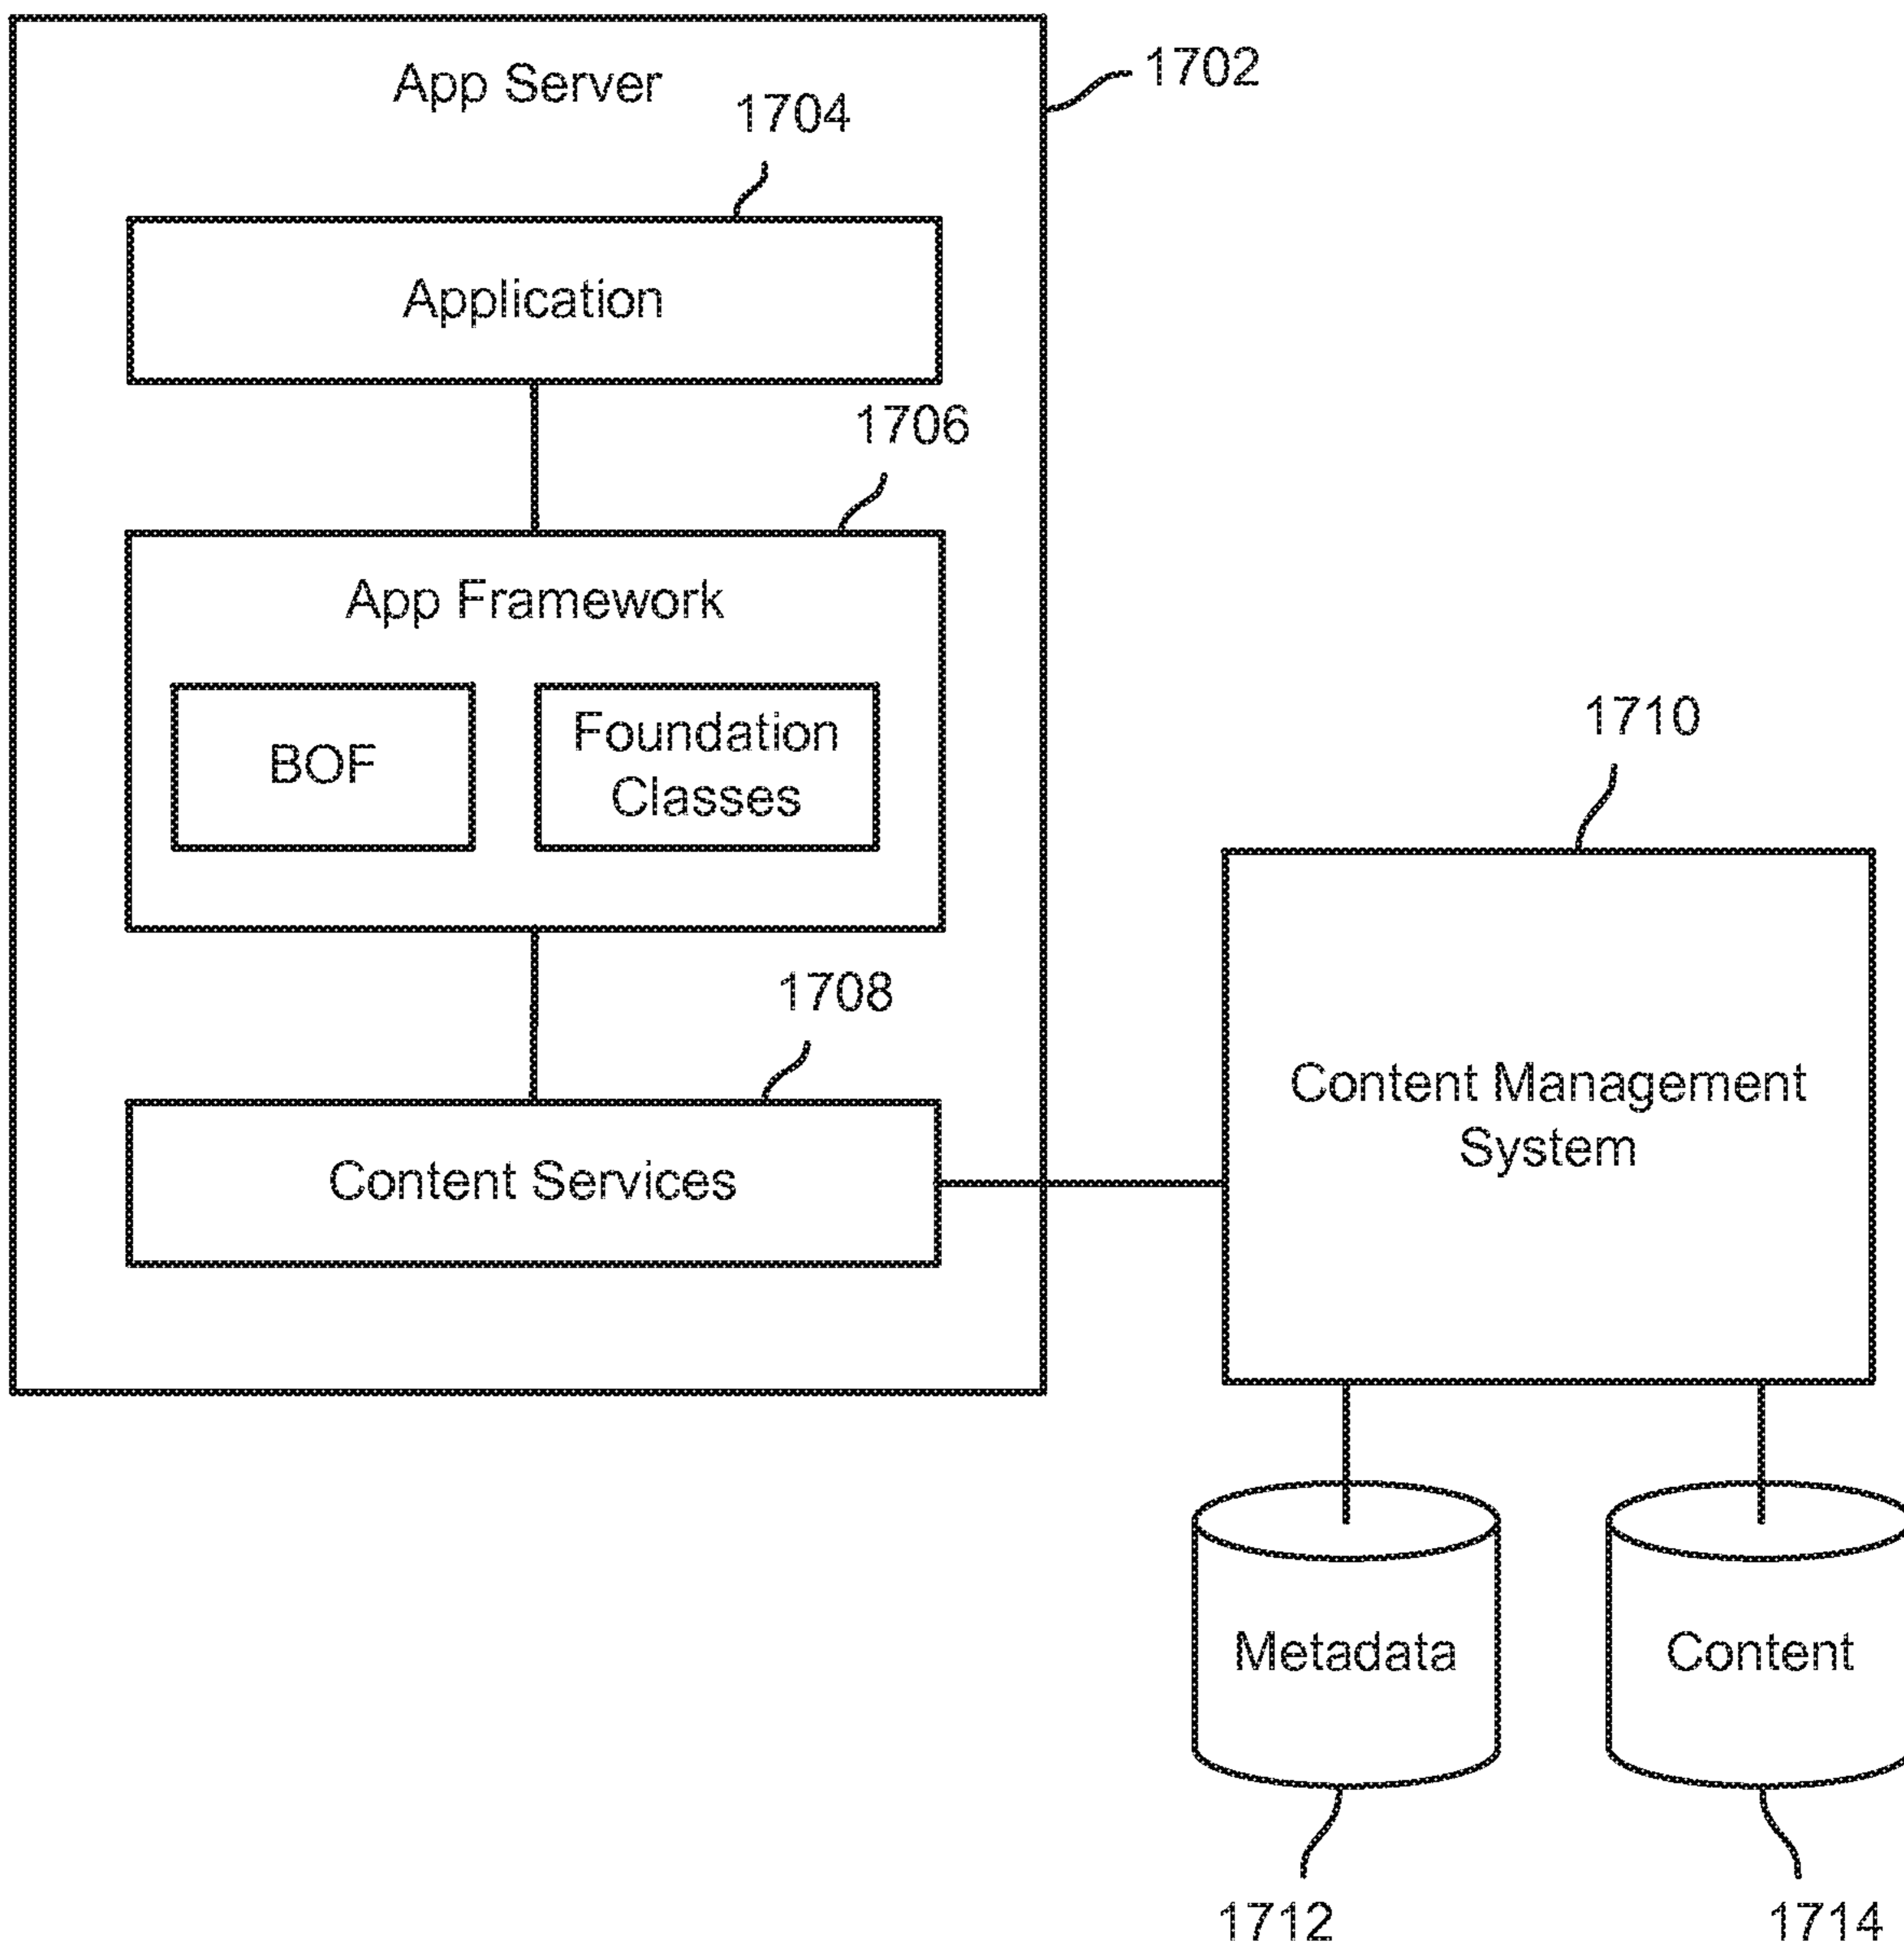 App Server
1702
1704
Application
1706
App Framework
BOF
Foundation
Classes
1708
Content Services
1710
Content Management
System
Metadata
Content
1712
1714